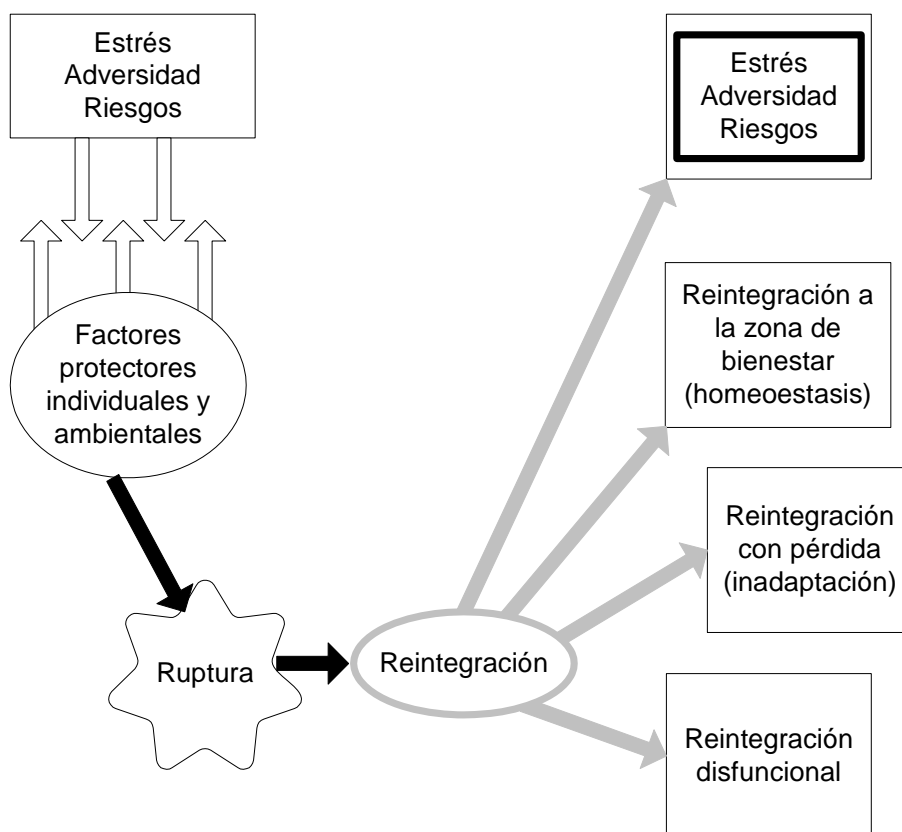 Estrés
Adversidad
Riesgos
Factores
protectores
individuales y
ambientales
Ruptura
Reintegración
Estrés
Adversidad
Riesgos
Reintegración a
la zona de
bienestar
(homeoestasis)
Reintegración
con pérdida
(inadaptación)
Reintegración
disfuncional